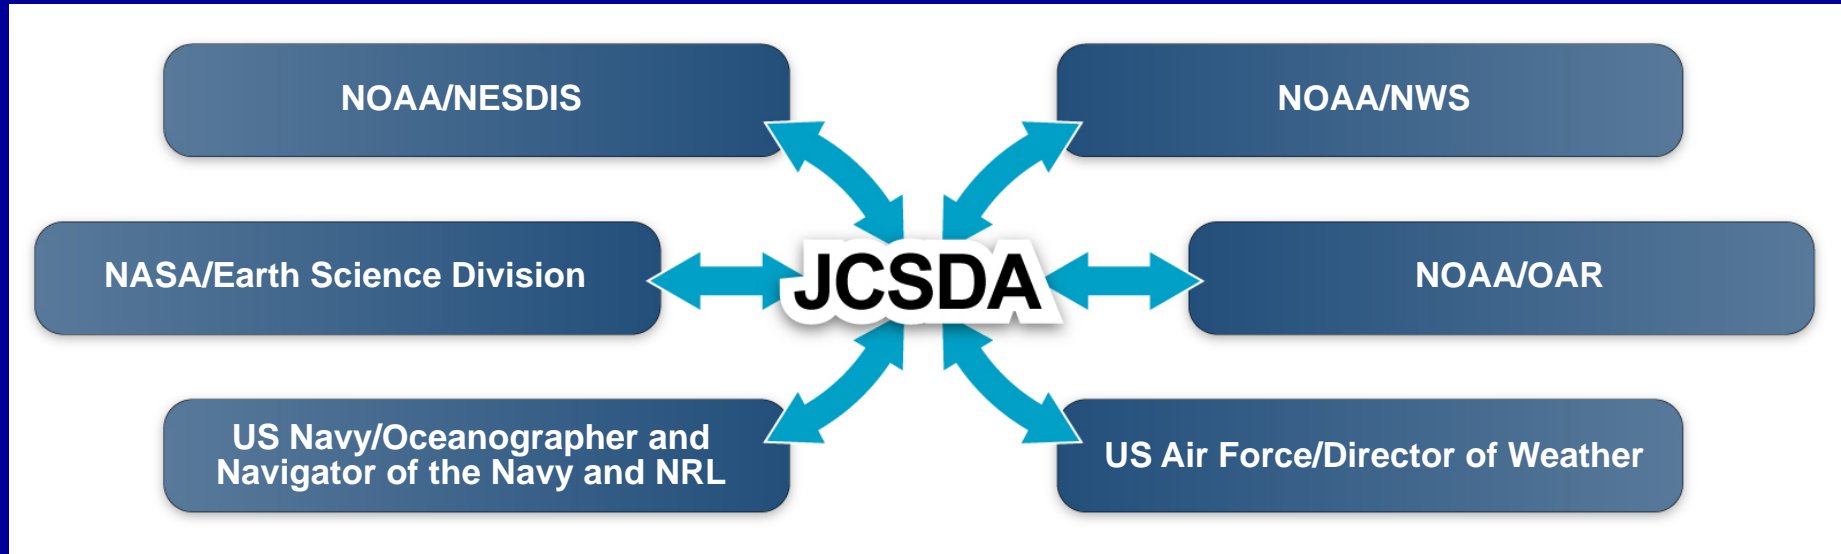 NOAA/NESDIS
NOAA/NWS
NASA/Earth Science Division
JCSDA
NOAA/OAR
US Navy/Oceanographer and
Navigator of the Navy and NRL
US Air Force/Director of Weather